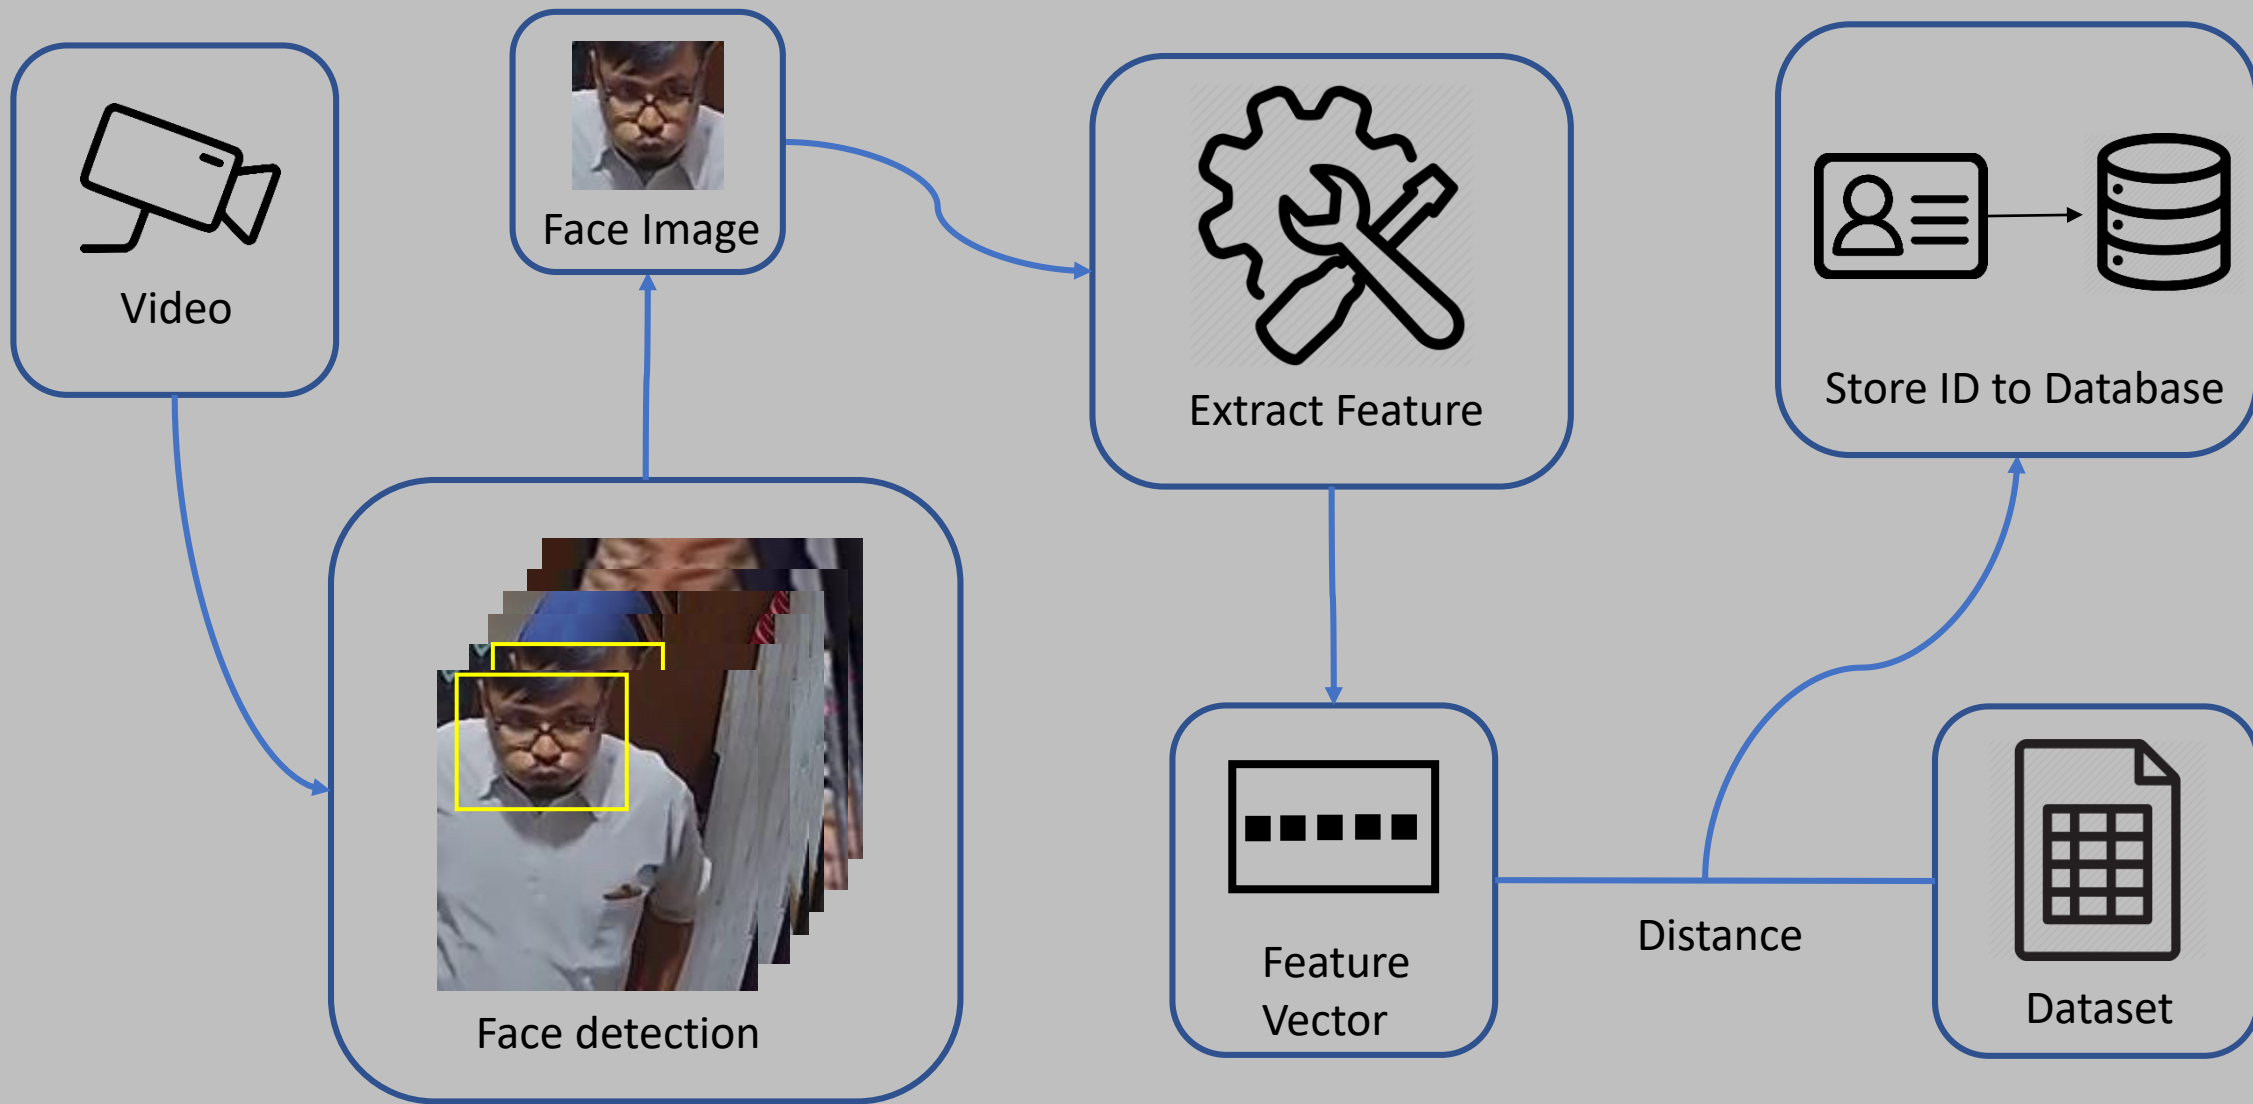 Video
Face Image
Extract Feature
Store ID to Database
Face detection
Feature
Vector
Distance
Dataset